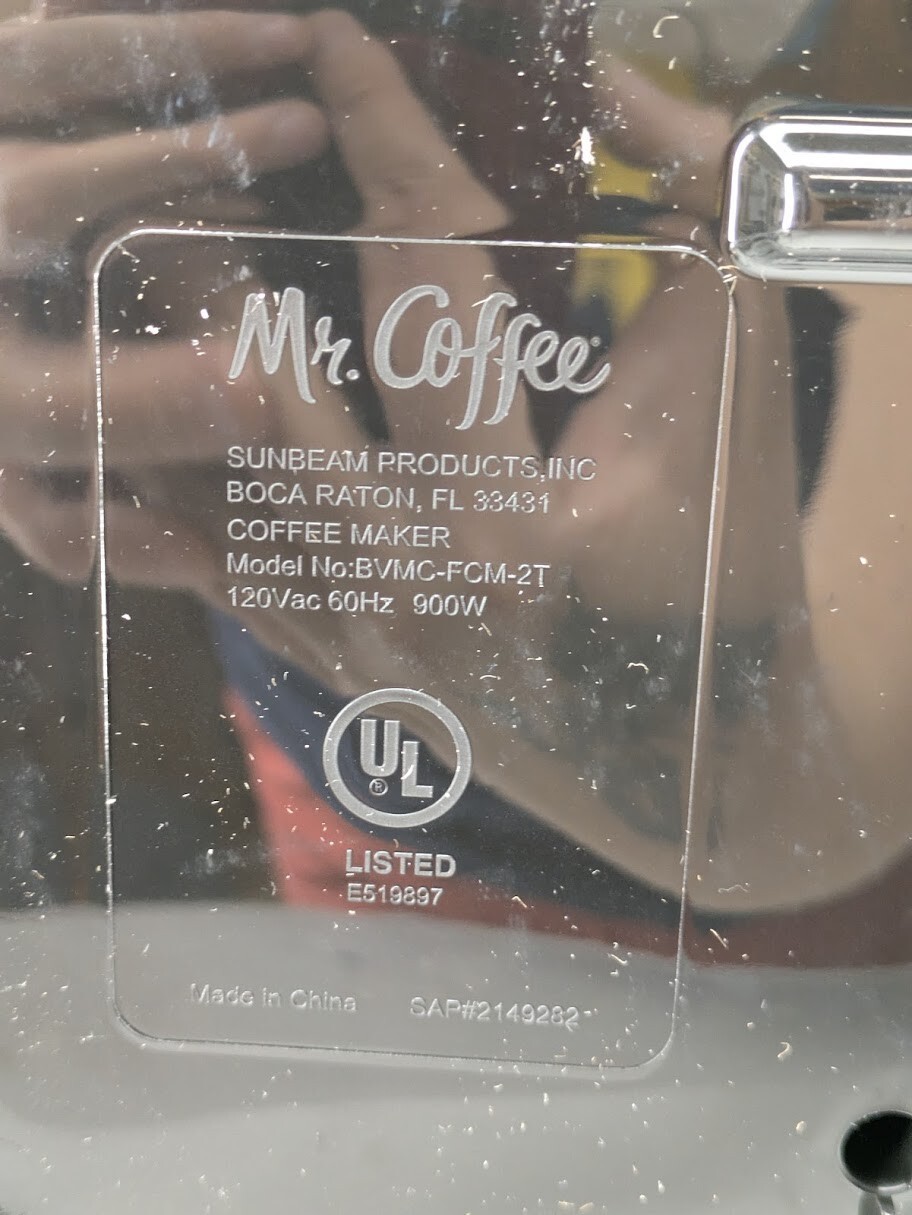 Mr. Coffee
SUNBEAM PRODUCTS,INC
BOCA RATON, FL 33431
COFFEE MAKER
Model No:BVMC-FCM-2T
120Vac 60Hz 900W
UL
®
LISTED
E519897
Made in China SAP#2149282